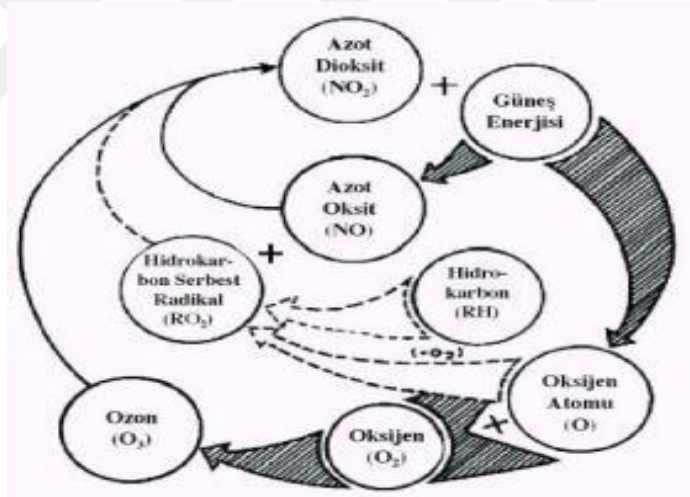 Azot
Dioksit
(NO₂)
+
Güneş
Enerjisi
Azot
Oksit
(NO)
+
Hidrokar-
bon Serbest
Radikal
(RO₂)
Hidro-
karbon
(RH)
(-O₂)
Oksijen
Atomu
(O)
+
Oksijen
(O₂)
Ozon
(O₃)